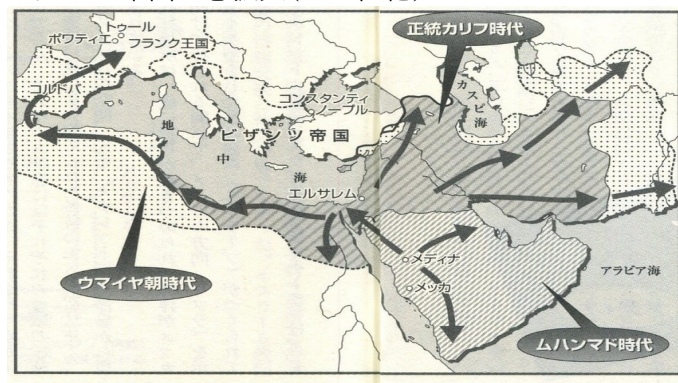 トゥール
ポワティエ
フランク王国
正統カリフ時代
コルドバ
コンスタンティ
ノープル
カスピ海
ビザンツ帝国
地中海
エルサレム
メディナ
メッカ
アラビア海
ウマイヤ朝時代
ムハンマド時代